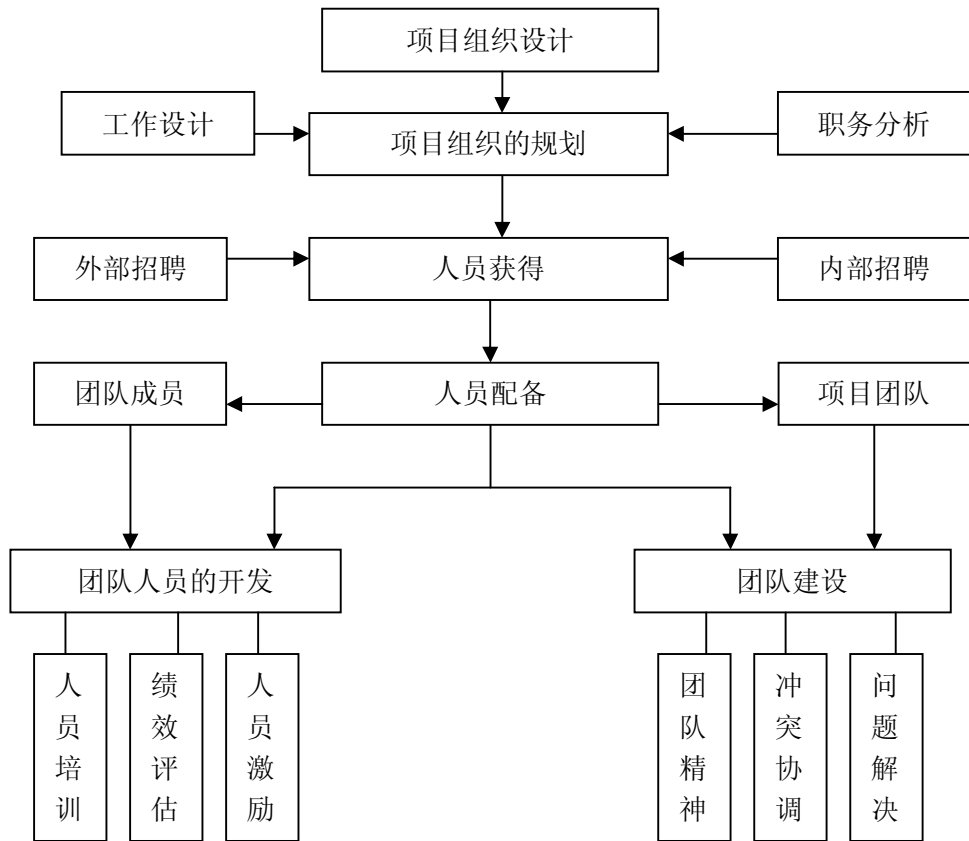 项目组织设计
工作设计
项目组织的规划
职务分析
外部招聘
人员获得
内部招聘
团队成员
人员配备
项目团队
团队人员的开发
团队建设
人员培训
绩效评估
人员激励
团队精神
冲突协调
问题解决